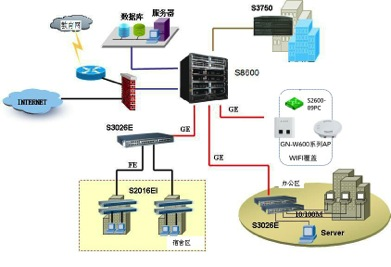 教育网
数据库
服务器
S3750
S8600
INTERNET
S3026E
GE
GE
GE
S2600-
09PC
GN-W600系列AP
WIFI覆盖
FE
S2016EI
宿舍区
办公区
10/100M
S3026E
Server